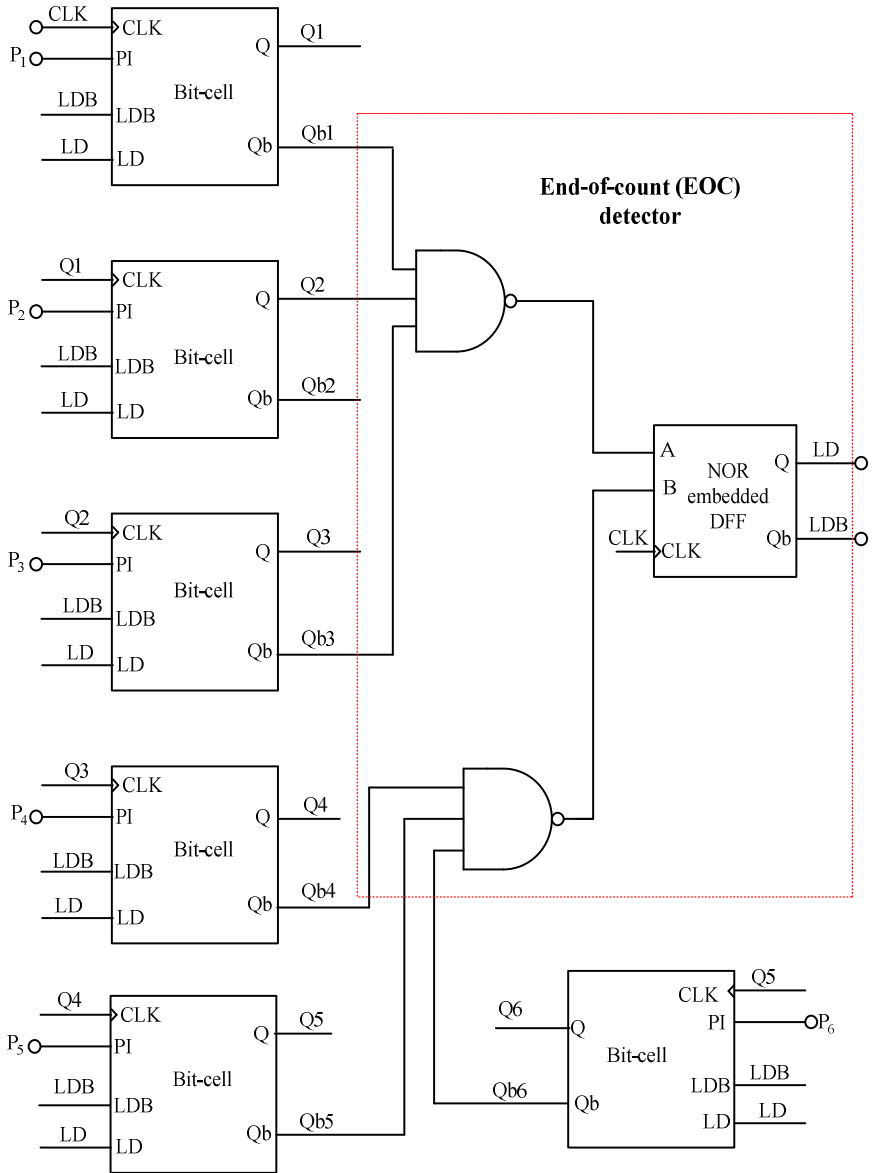 CLK
CLK
P1
PI
LDB
LDB
LD
LD
Bit-cell
Q
Q1
Qb
Qb1
End-of-count (EOC)
detector
Q1
CLK
P2
PI
LDB
LDB
LD
LD
Bit-cell
Q
Q2
Qb
Qb2
A
B
NOR
embedded
DFF
CLK
CLK
Q
LD
Qb
LDB
Q2
CLK
P3
PI
LDB
LDB
LD
LD
Bit-cell
Q
Q3
Qb
Qb3
Q3
CLK
P4
PI
LDB
LDB
LD
LD
Bit-cell
Q
Q4
Qb
Qb4
Q4
CLK
P5
PI
LDB
LDB
LD
LD
Bit-cell
Q
Q5
Qb
Qb5
Q6
Q
Qb6
Qb
Bit-cell
CLK
Q5
PI
P6
LDB
LDB
LD
LD